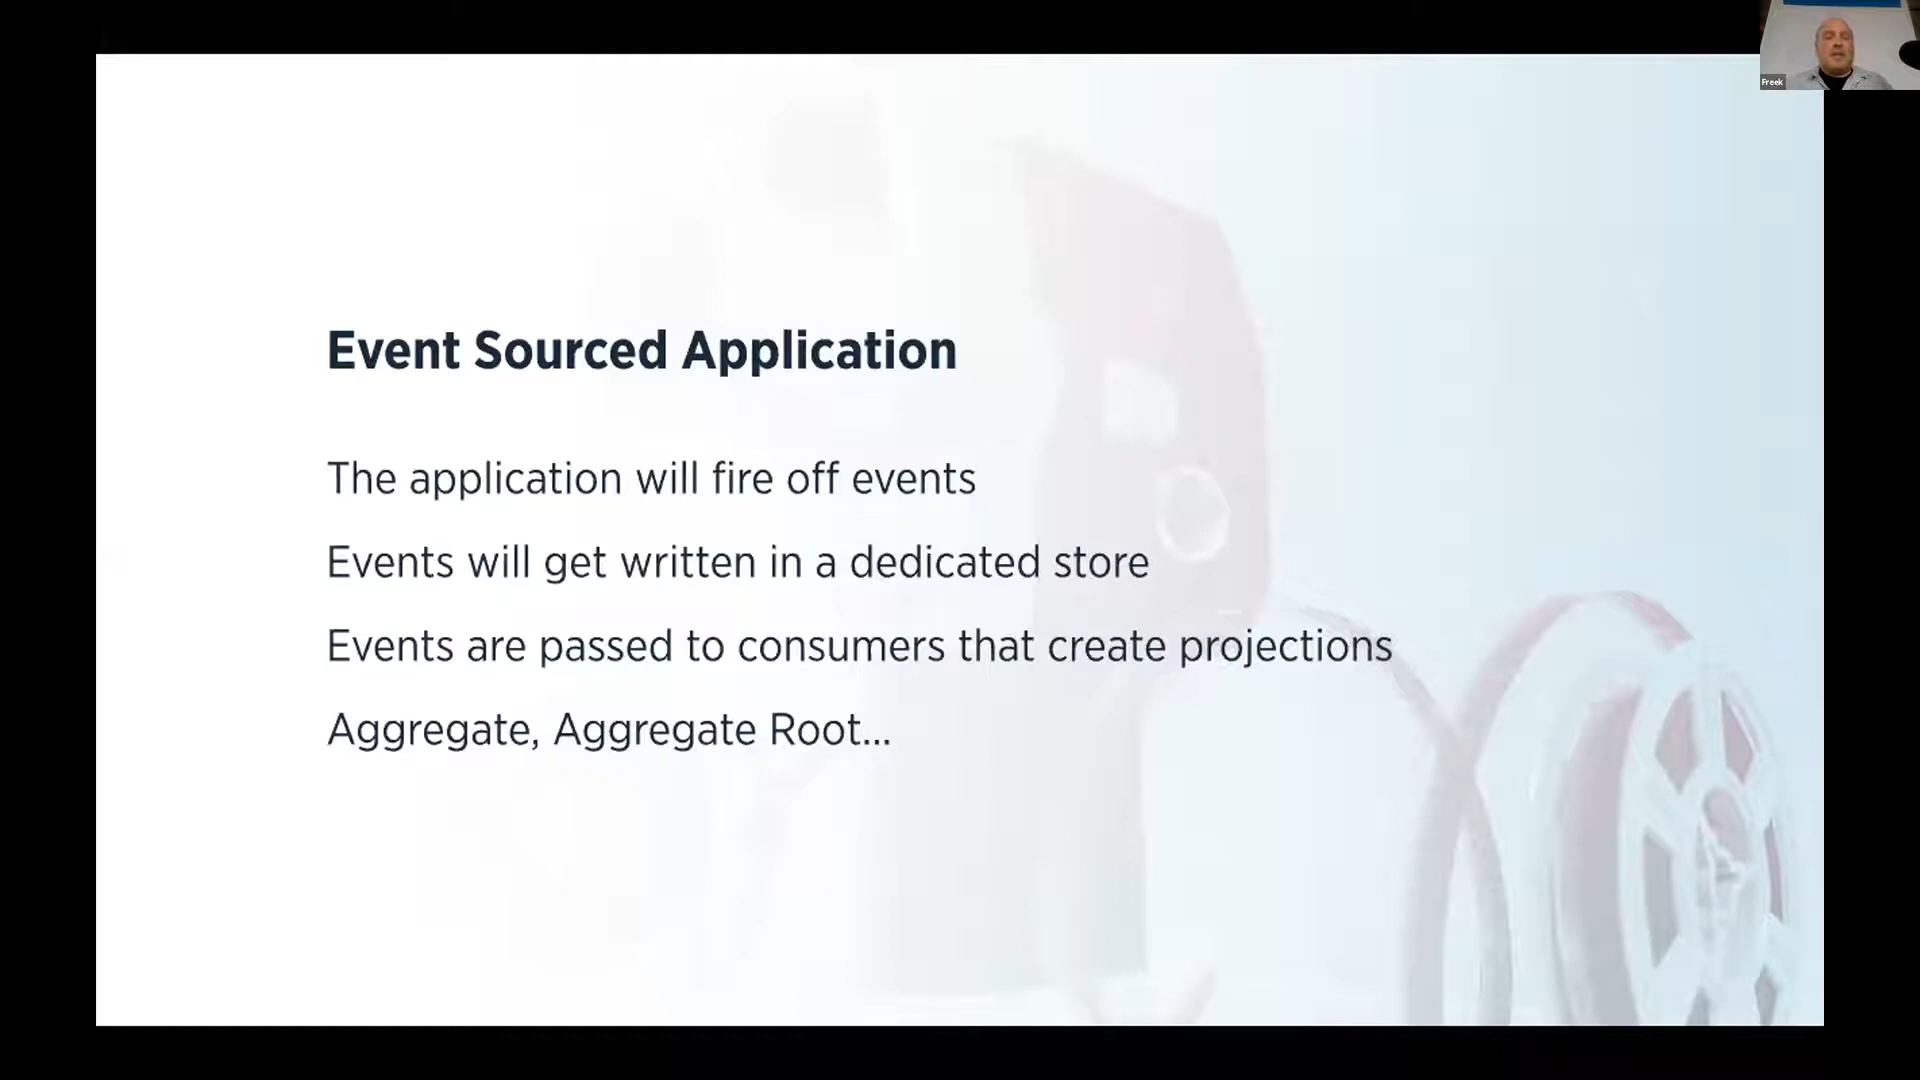 Freek
Event Sourced Application
The application will fire off events
Events will get written in a dedicated store
Events are passed to consumers that create projections
Aggregate, Aggregate Root...